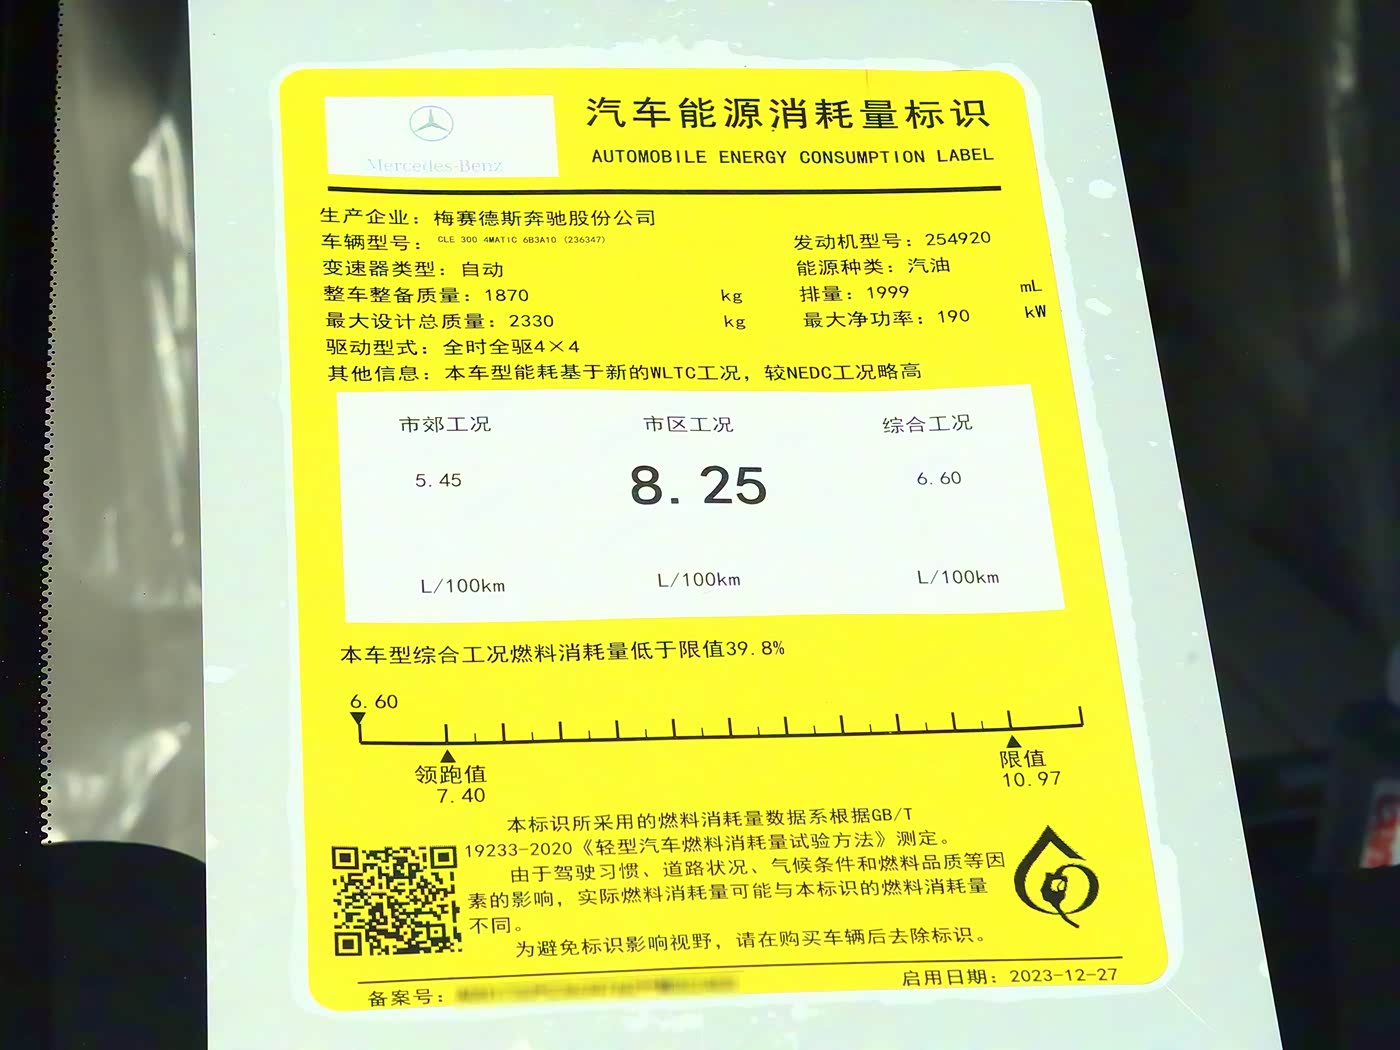 Mercedes-Benz
汽车能源消耗量标识
AUTOMOBILE ENERGY CONSUMPTION LABEL
生产企业：梅赛德斯奔驰股份公司
车辆型号：CLE 300 4MATIC 6B3A10 (236347) 发动机型号：254920
变速器类型：自动 能源种类：汽油
整车整备质量：1870 kg 排量：1999 mL
最大设计总质量：2330 kg 最大净功率：190 kW
驱动型式：全时全驱4×4
其他信息：本车型能耗基于新的WLTC工况，较NEDC工况略高
市郊工况 市区工况 综合工况
5.45 8.25 6.60
L/100km L/100km L/100km
本车型综合工况燃料消耗量低于限值39.8%
6.60
领跑值 限值
7.40 10.97
本标识所采用的燃料消耗量数据系根据GB/T
19233-2020《轻型汽车燃料消耗量试验方法》测定。
由于驾驶习惯、道路状况、气候条件和燃料品质等因
素的影响，实际燃料消耗量可能与本标识的燃料消耗量
不同。
为避免标识影响视野，请在购买车辆后去除标识。
备案号： 启用日期：2023-12-27